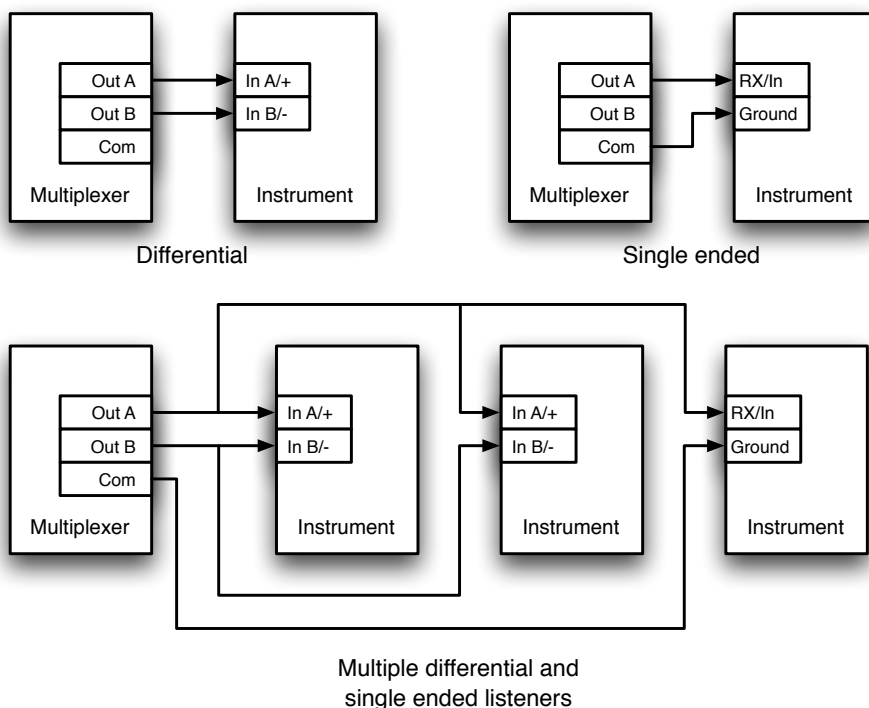 Out A
Out B
Com
Multiplexer
In A/+
In B/-
Instrument
Differential
Out A
Out B
Com
Multiplexer
RX/In
Ground
Instrument
Single ended
Out A
Out B
Com
Multiplexer
In A/+
In B/-
Instrument
In A/+
In B/-
Instrument
RX/In
Ground
Instrument
Multiple differential and
single ended listeners